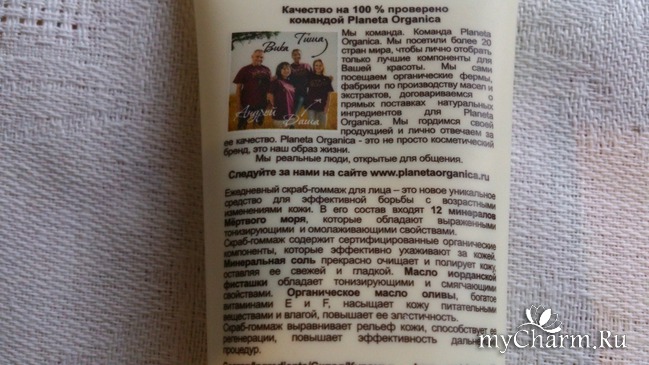 Качество на 100 % проверено
командой Planeta Organica
Вика Тиша
Андрей Даша
Мы команда. Команда Planeta
Organica. Мы посетили более 20
стран мира, чтобы лично отобрать
только лучшие компоненты для
Вашей красоты. Мы сами
посещаем органические фермы,
фабрики по производству масел и
экстрактов, договариваемся о
прямых поставках натуральных
ингредиентов для Planeta
Organica. Мы гордимся своей
продукцией и лично отвечаем за
ее качество. Planeta Organica - это не просто косметический
бренд, это наш образ жизни.
Мы реальные люди, открытые для общения.
Следуйте за нами на сайте www.planetaorganica.ru
Ежедневный скраб-гоммаж для лица – это новое уникальное
средство для эффективной борьбы с возрастными
изменениями кожи. В его состав входят 12 минералов
Мёртвого моря, которые обладают выраженными
тонизирующими и омолаживающими свойствами.
Скраб-гоммаж содержит сертифицированные органические
компоненты, которые эффективно ухаживают за кожей.
Минеральная соль прекрасно очищает и полирует кожу,
оставляя ее свежей и гладкой. Масло иорданской
фисташки обладает тонизирующими и смягчающими
свойствами. Органическое масло оливы, богатое
витаминами Е и F, насыщает кожу питательными
веществами и влагой, повышает ее эластичность.
Скраб-гоммаж выравнивает рельеф кожи, способствует ее
регенерации, повышает эффективность дальнейших
процедур.
myCharm.Ru